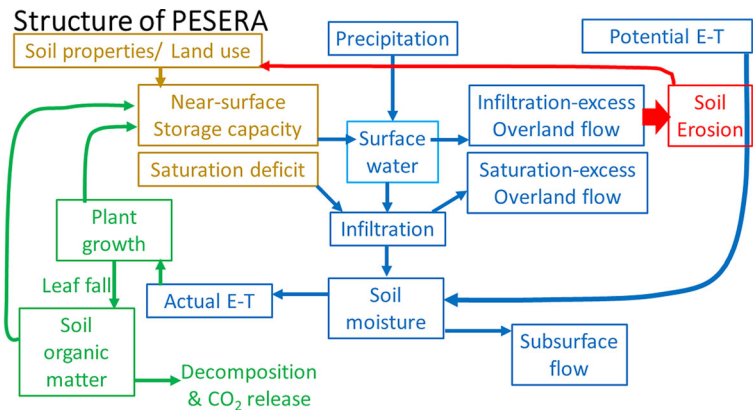 Structure of PESERA
Soil properties/ Land use
Precipitation
Potential E-T
Near-surface
Storage capacity
Infiltration-excess
Overland flow
Soil
Erosion
Surface
water
Saturation deficit
Saturation-excess
Overland flow
Plant
growth
Infiltration
Leaf fall
Actual E-T
Soil
moisture
Soil
organic
matter
Subsurface
flow
Decomposition
& CO₂ release